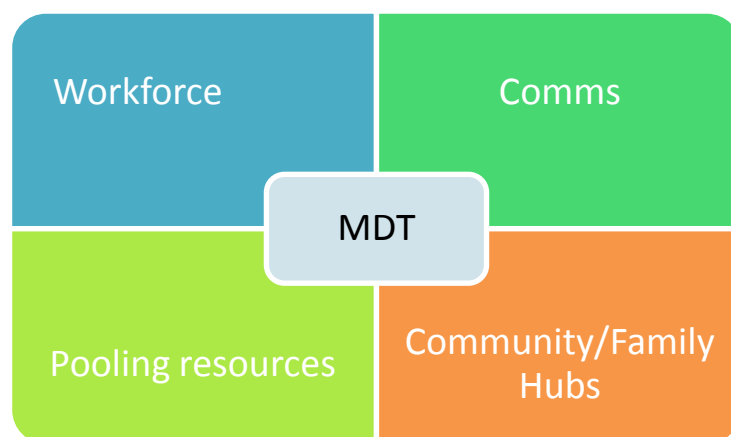 Workforce
Comms
MDT
Pooling resources
Community/Family
Hubs